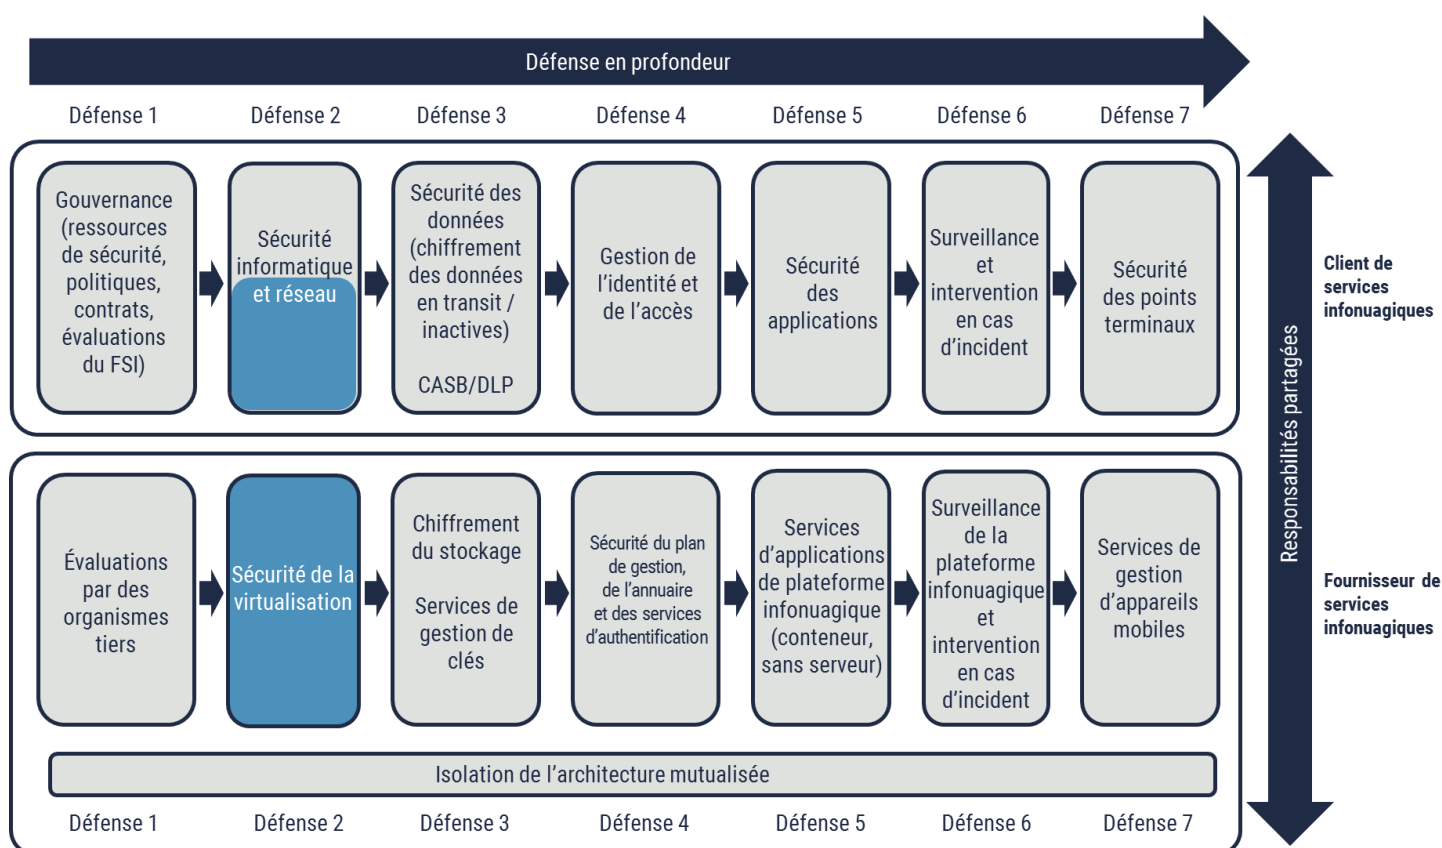 Défense en profondeur
Défense 1
Défense 2
Défense 3
Défense 4
Défense 5
Défense 6
Défense 7
Gouvernance
(ressources
de sécurité,
politiques,
contrats,
évaluations
du FSI)
Sécurité
informatique
et réseau
Sécurité des
données
(chiffrement
des données
en transit /
inactives)
CASB/DLP
Gestion de
l’identité et
de l’accès
Sécurité
des
applications
Surveillance
et
intervention
en cas
d’incident
Sécurité
des points
terminaux
Client de
services
infonuagiques
Responsabilités partagées
Évaluations
par des
organismes
tiers
Sécurité de la
virtualisation
Chiffrement
du stockage
Services de
gestion de
clés
Sécurité du plan
de gestion,
de l’annuaire
et des services
d’authentification
Services
d’applications
de plateforme
infonuagique
(conteneur,
sans serveur)
Surveillance
de la
plateforme
infonuagique
et
intervention
en cas
d’incident
Services de
gestion
d’appareils
mobiles
Fournisseur de
services
infonuagiques
Isolation de l’architecture mutualisée
Défense 1
Défense 2
Défense 3
Défense 4
Défense 5
Défense 6
Défense 7